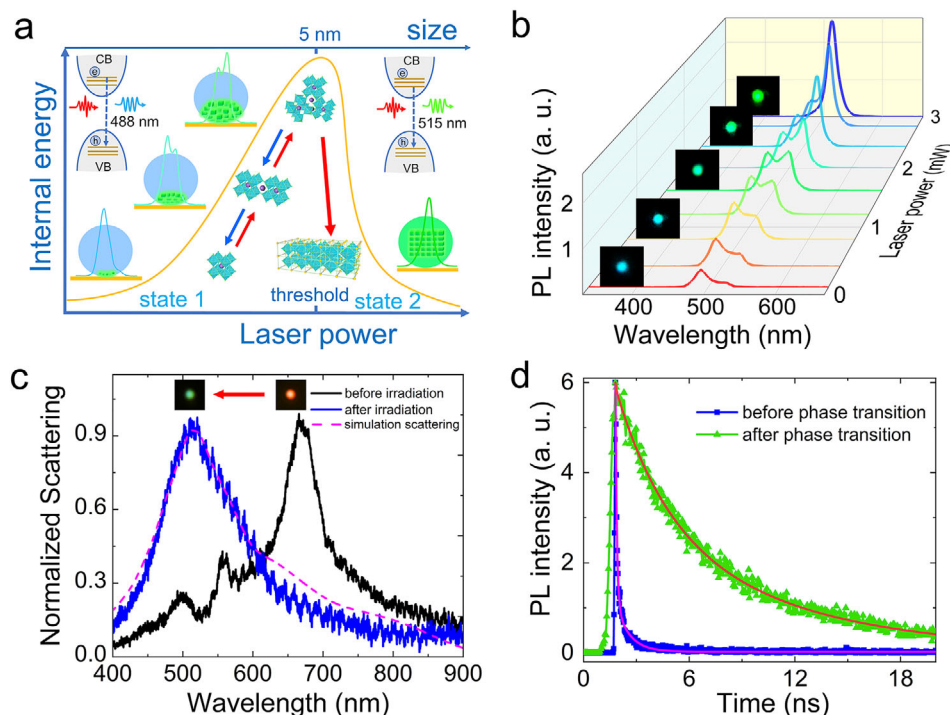 a
5 nm
size
CB
e
488 nm
h
VB
CB
e
515 nm
h
VB
Internal energy
state 1
threshold
state 2
Laser power
b
PL intensity (a. u.)
2
1
400
500
600
Wavelength (nm)
0
1
2
3
Laser power (mW)
c
before irradiation
after irradiation
simulation scattering
Normalized Scattering
0.9
0.6
0.3
0.0
400 500 600 700 800 900
Wavelength (nm)
d
before phase transition
after phase transition
PL intensity (a. u.)
6
4
2
0
0 6 12 18
Time (ns)